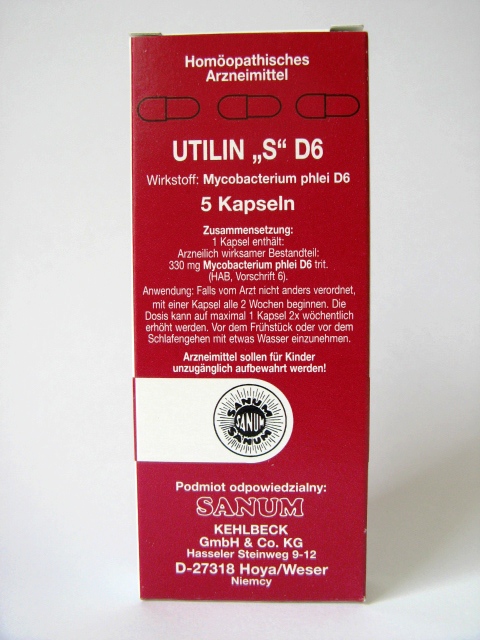 Homöopathisches
Arzneimittel
UTILIN „S“ D6
Wirkstoff: Mycobacterium phlei D6
5 Kapseln
Zusammensetzung:
1 Kapsel enthält:
Arzneilich wirksamer Bestandteil:
330 mg Mycobacterium phlei D6 trit.
(HAB, Vorschrift 6).
Anwendung: Falls vom Arzt nicht anders verordnet,
mit einer Kapsel alle 2 Wochen beginnen. Die
Dosis kann auf maximal 1 Kapsel 2x wöchentlich
erhöht werden. Vor dem Frühstück oder vor dem
Schlafengehen mit etwas Wasser einzunehmen.
Arzneimittel sollen für Kinder
unzugänglich aufbewahrt werden!
SANUM
SANUM
SANUM
Podmiot odpowiedzialny:
SANUM
KEHLBECK
GmbH & Co. KG
Hasseler Steinweg 9-12
D-27318 Hoya/Weser
Niemcy